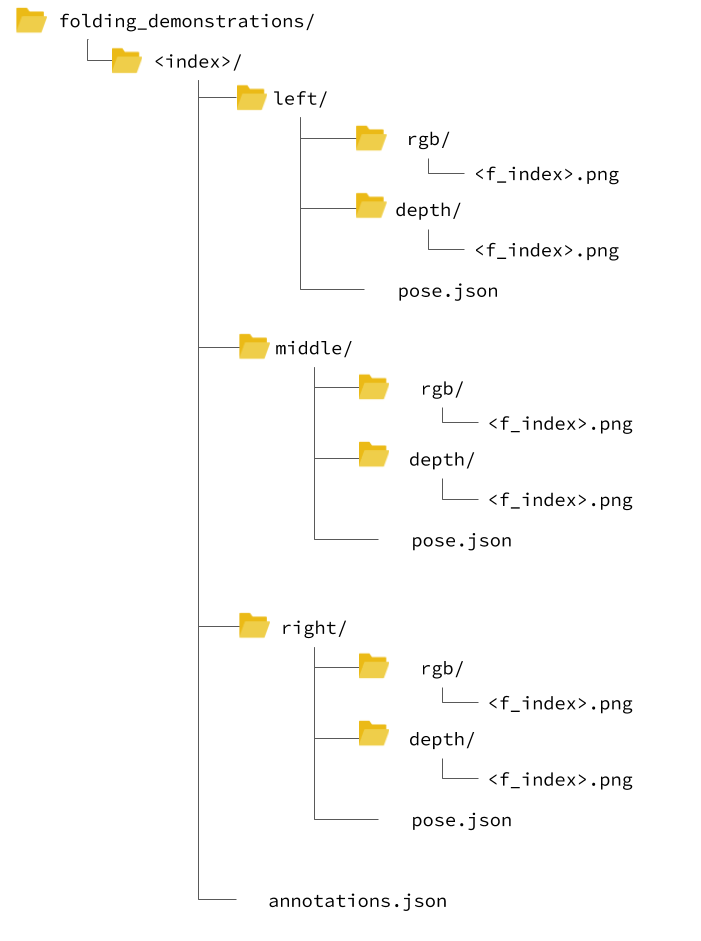 folding_demonstrations/
<index>/
left/
rgb/
<f_index>.png
depth/
<f_index>.png
pose.json
middle/
rgb/
<f_index>.png
depth/
<f_index>.png
pose.json
right/
rgb/
<f_index>.png
depth/
<f_index>.png
pose.json
annotations.json